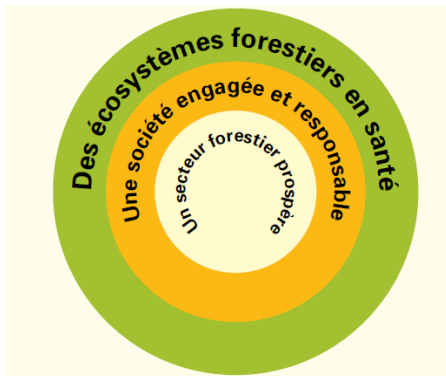 Des écosystèmes forestiers en santé
Une société engagée et responsable
Un secteur forestier prospère